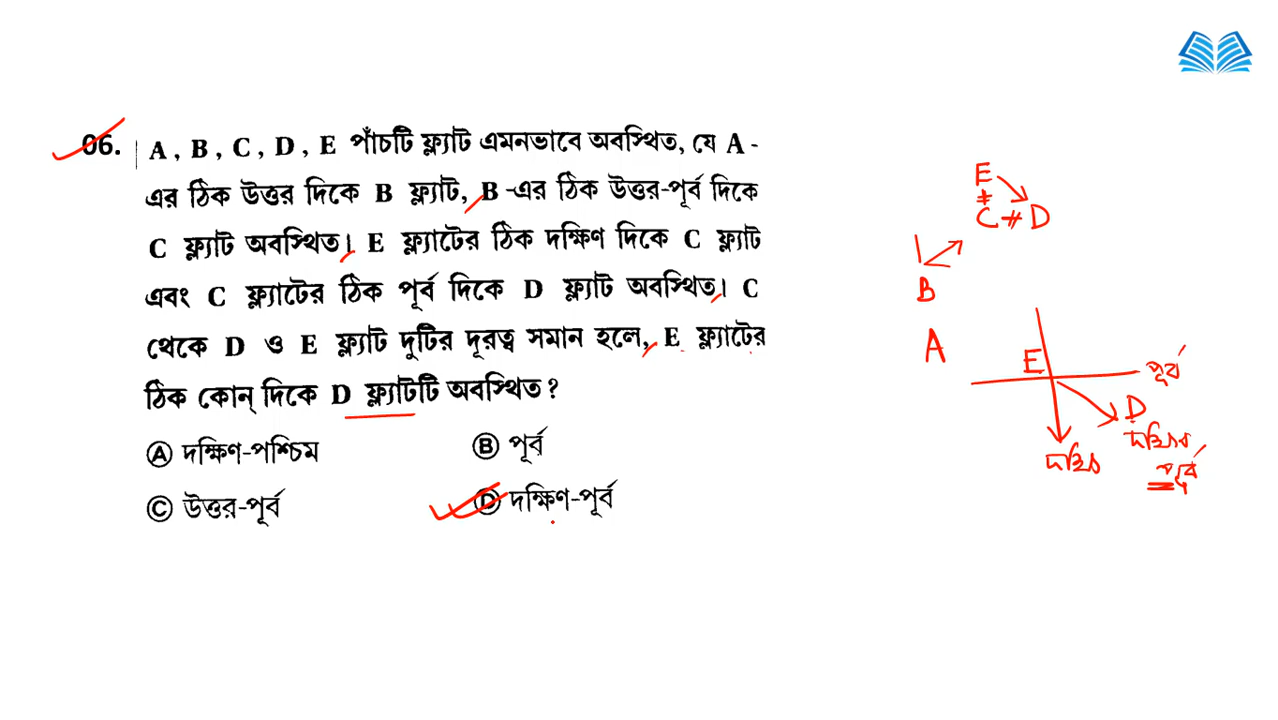 06. A , B , C , D , E পাঁচটি ফ্ল্যাট এমনভাবে অবস্থিত, যে A -
এর ঠিক উত্তর দিকে B ফ্ল্যাট, B -এর ঠিক উত্তর-পূর্ব দিকে
C ফ্ল্যাট অবস্থিত। E ফ্ল্যাটের ঠিক দক্ষিণ দিকে C ফ্ল্যাট
এবং C ফ্ল্যাটের ঠিক পূর্ব দিকে D ফ্ল্যাট অবস্থিত। C
থেকে D ও E ফ্ল্যাট দুটির দূরত্ব সমান হলে, E ফ্ল্যাটের
ঠিক কোন্ দিকে D ফ্ল্যাটটি অবস্থিত?
Ⓐ দক্ষিণ-পশ্চিম Ⓑ পূর্ব
Ⓒ উত্তর-পূর্ব Ⓓ দক্ষিণ-পূর্ব
E
C D
B
A
E পূর্ব
D
দক্ষিণ
পূর্ব
দক্ষিণ